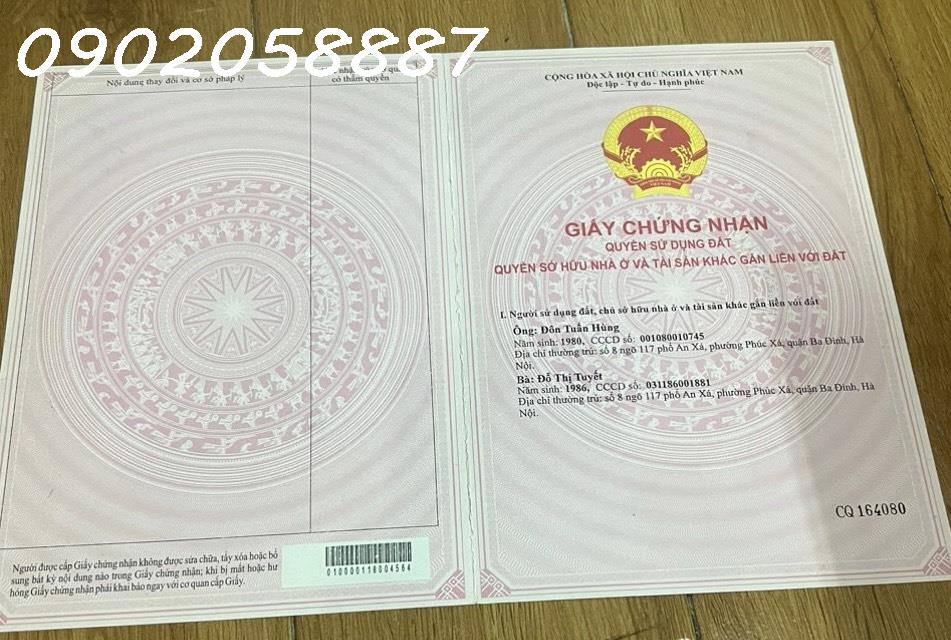 0902058887
Nội dung thay đổi và cơ sở pháp lý
có thẩm quyền
Người được cấp Giấy chứng nhận không được sửa chữa, tẩy xóa hoặc bổ
sung bất kỳ nội dung nào trong Giấy chứng nhận; khi bị mất hoặc hư
hỏng Giấy chứng nhận phải khai báo ngay với cơ quan cấp Giấy.
010000118004564
CỘNG HÒA XÃ HỘI CHỦ NGHĨA VIỆT NAM
Độc lập - Tự do - Hạnh phúc
GIẤY CHỨNG NHẬN
QUYỀN SỬ DỤNG ĐẤT
QUYỀN SỞ HỮU NHÀ Ở VÀ TÀI SẢN KHÁC GẮN LIỀN VỚI ĐẤT
I. Người sử dụng đất, chủ sở hữu nhà ở và tài sản khác gắn liền với đất
Ông: Đôn Tuấn Hùng
Năm sinh: 1980, CCCD số: 001080010745
Địa chỉ thường trú: số 8 ngõ 117 phố An Xá, phường Phúc Xá, quận Ba Đình, Hà
Nội.
Bà: Đỗ Thị Tuyết
Năm sinh: 1986, CCCD số: 031186001881
Địa chỉ thường trú: số 8 ngõ 117 phố An Xá, phường Phúc Xá, quận Ba Đình, Hà
Nội.
CQ 164080